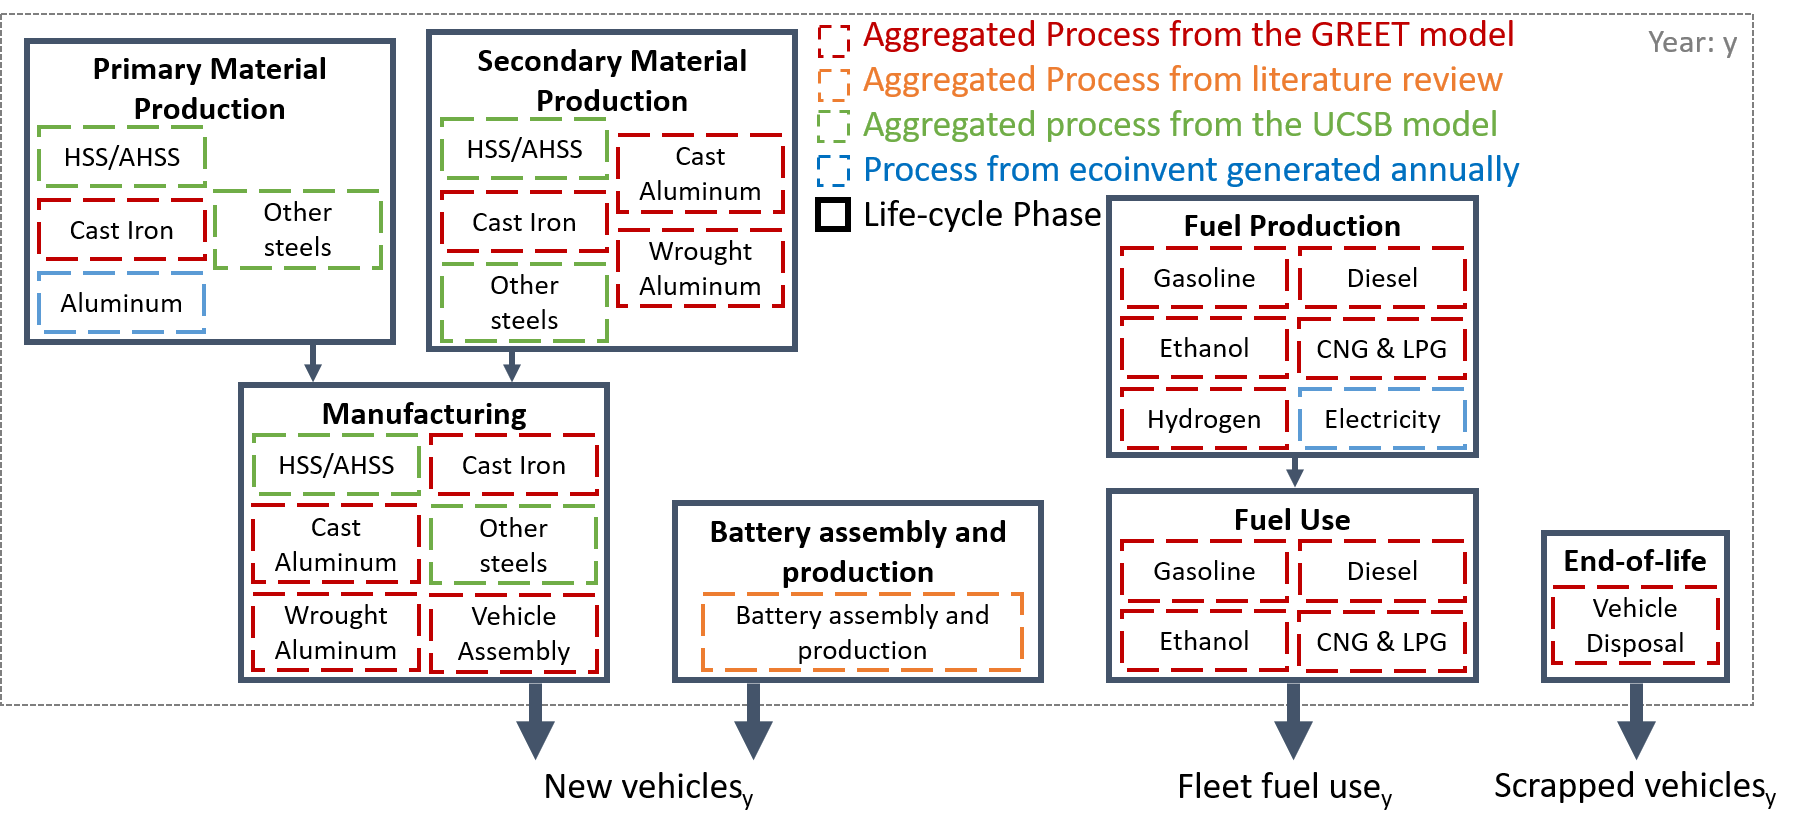 Aggregated Process from the GREET model
Aggregated Process from literature review
Aggregated process from the UCSB model
Process from ecoinvent generated annually
Life-cycle Phase
Year: y
Primary Material
Production
HSS/AHSS
Cast Iron
Other
steels
Aluminum
Secondary Material
Production
HSS/AHSS
Cast
Aluminum
Cast Iron
Wrought
Aluminum
Other
steels
Manufacturing
HSS/AHSS
Cast Iron
Cast
Aluminum
Other
steels
Wrought
Aluminum
Vehicle
Assembly
Battery assembly and
production
Battery assembly and
production
Fuel Production
Gasoline
Diesel
Ethanol
CNG & LPG
Hydrogen
Electricity
Fuel Use
Gasoline
Diesel
Ethanol
CNG & LPG
End-of-life
Vehicle
Disposal
New vehicles_y
Fleet fuel use_y
Scrapped vehicles_y